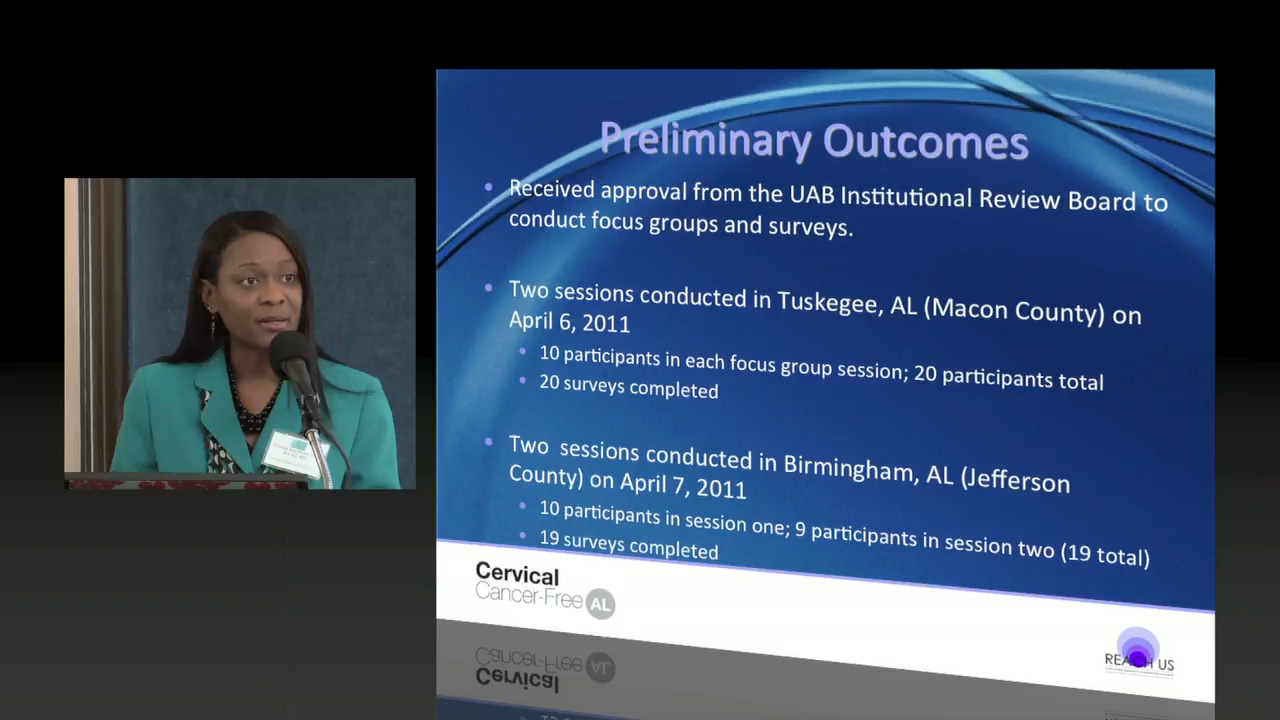 Preliminary Outcomes
• Received approval from the UAB Institutional Review Board to
conduct focus groups and surveys.
• Two sessions conducted in Tuskegee, AL (Macon County) on
April 6, 2011
• 10 participants in each focus group session; 20 participants total
• 20 surveys completed
• Two  sessions conducted in Birmingham, AL (Jefferson
County) on April 7, 2011
• 10 participants in session one; 9 participants in session two (19 total)
• 19 surveys completed
Cervical
Cancer-Free AL
REACH US